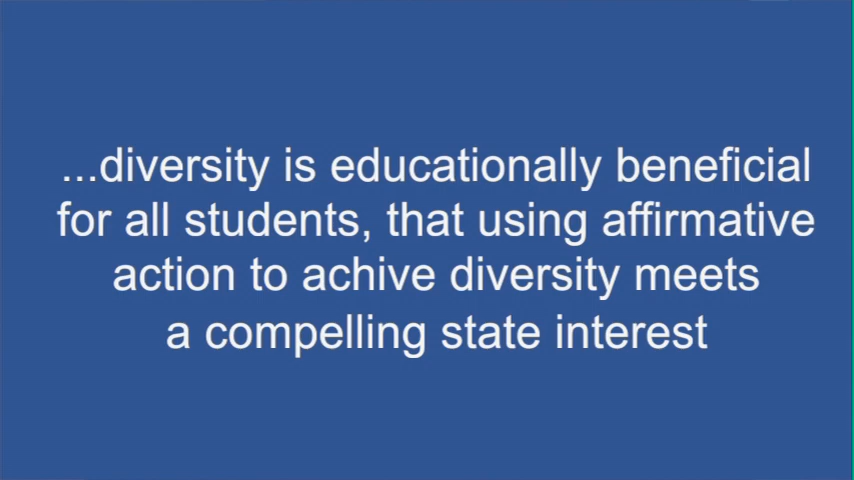 ...diversity is educationally beneficial
for all students, that using affirmative
action to achive diversity meets
a compelling state interest